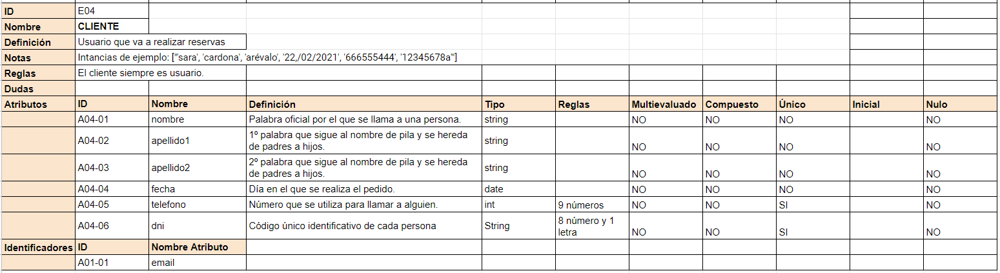 ID E04
Nombre CLIENTE
Definición Usuario que va a realizar reservas
Notas Intancias de ejemplo: ["'sara', 'cardona', 'arévalo', '22,/02/2021', '666555444', '12345678a'"]
Reglas El cliente siempre es usuario.
Dudas
Atributos ID Nombre Definición Tipo Reglas Multievaluado Compuesto Único Inicial Nulo
A04-01 nombre Palabra oficial por el que se llama a una persona. string NO NO NO NO
A04-02 apellido1 1º palabra que sigue al nombre de pila y se hereda
de padres a hijos. string NO NO NO NO
A04-03 apellido2 2º palabra que sigue al nombre de pila y se hereda
de padres a hijos. string NO NO NO NO
A04-04 fecha Día en el que se realiza el pedido. date NO NO NO NO
A04-05 telefono Número que se utiliza para llamar a alguien. int 9 números NO NO SI NO
A04-06 dni Código único identificativo de cada persona String 8 número y 1
letra NO NO SI NO
Identificadores ID Nombre Atributo
A01-01 email